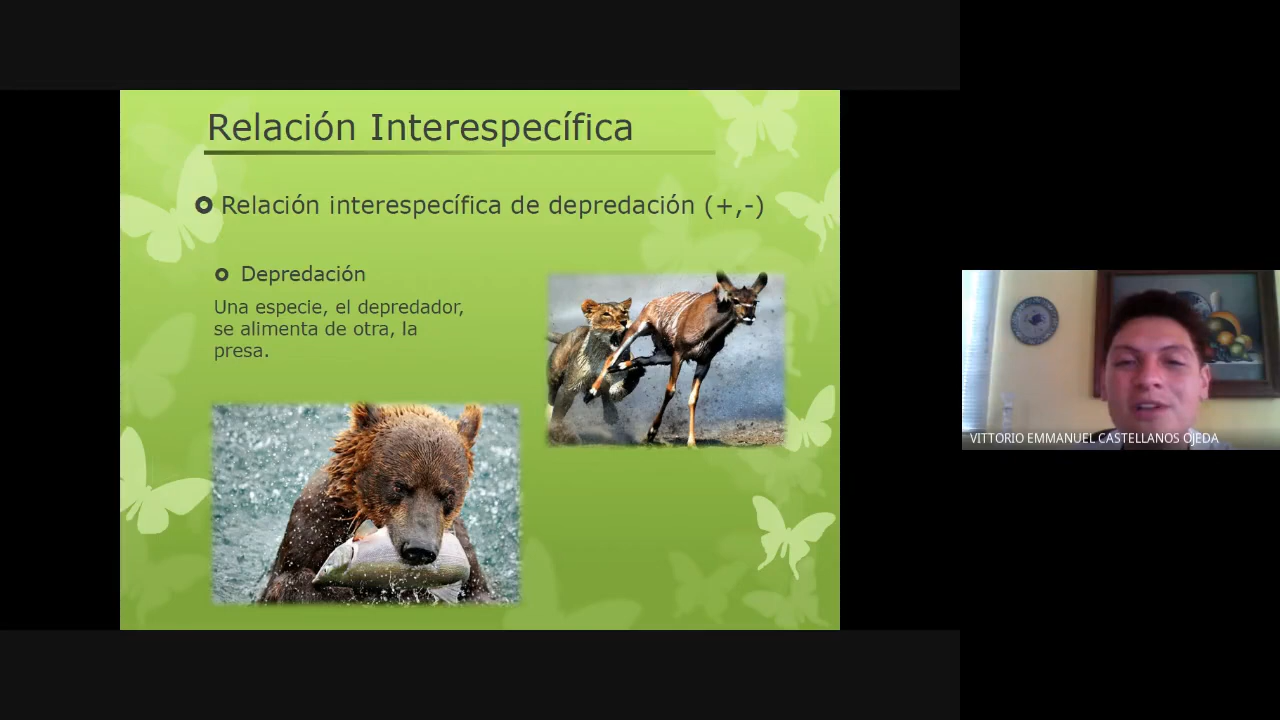 Relación Interespecífica
Relación interespecífica de depredación (+,-)
Depredación
Una especie, el depredador,
se alimenta de otra, la
presa.
VITTORIO EMMANUEL CASTELLANOS OJEDA